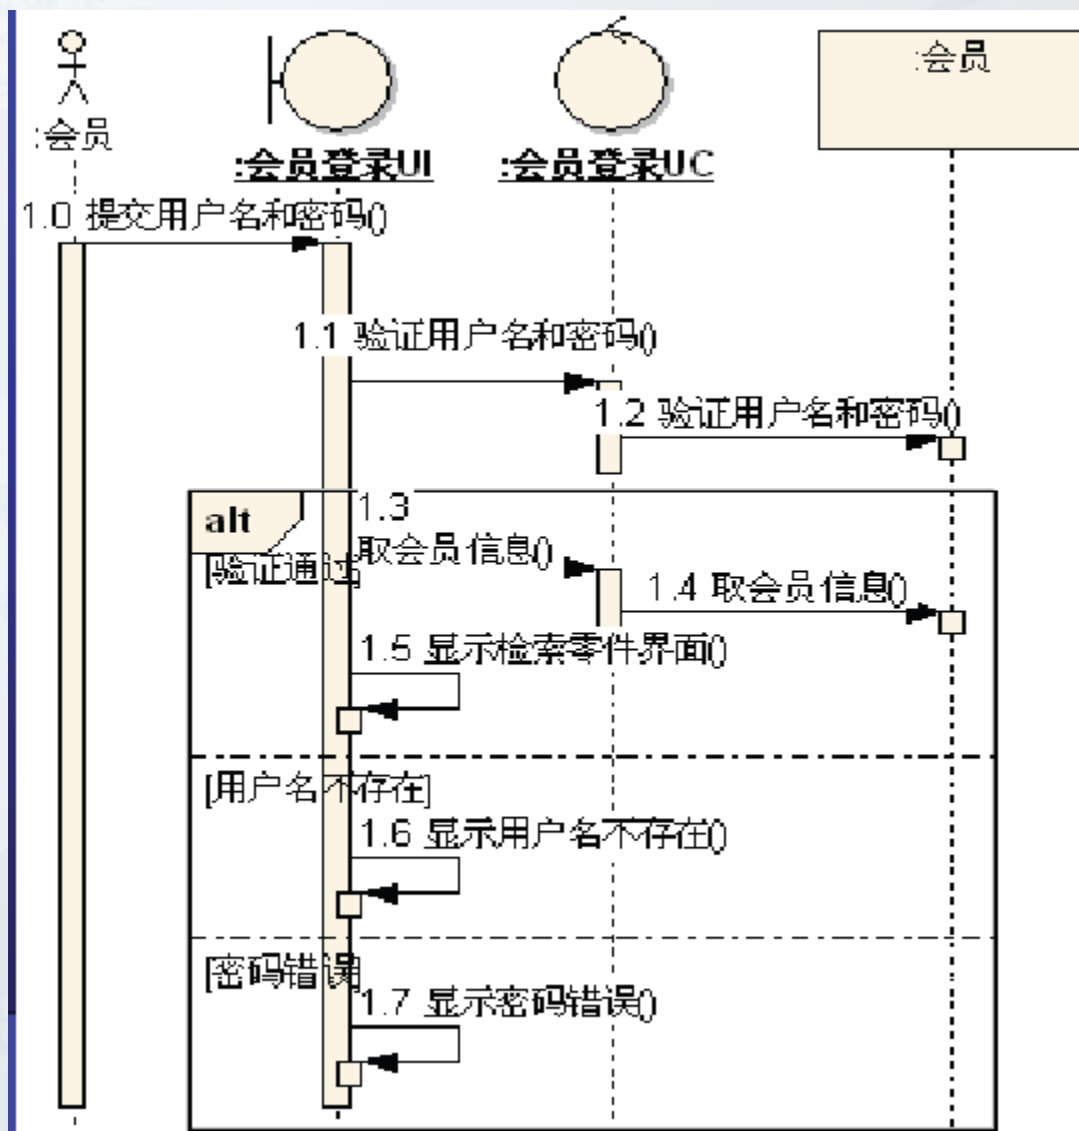 :会员
:会员登录UI
:会员登录UC
:会员
1.0 提交用户名和密码()
1.1 验证用户名和密码()
1.2 验证用户名和密码()
alt
1.3
取会员信息()
[验证通过]
1.4 取会员信息()
1.5 显示检索零件界面()
[用户名不存在]
1.6 显示用户名不存在()
[密码错误]
1.7 显示密码错误()